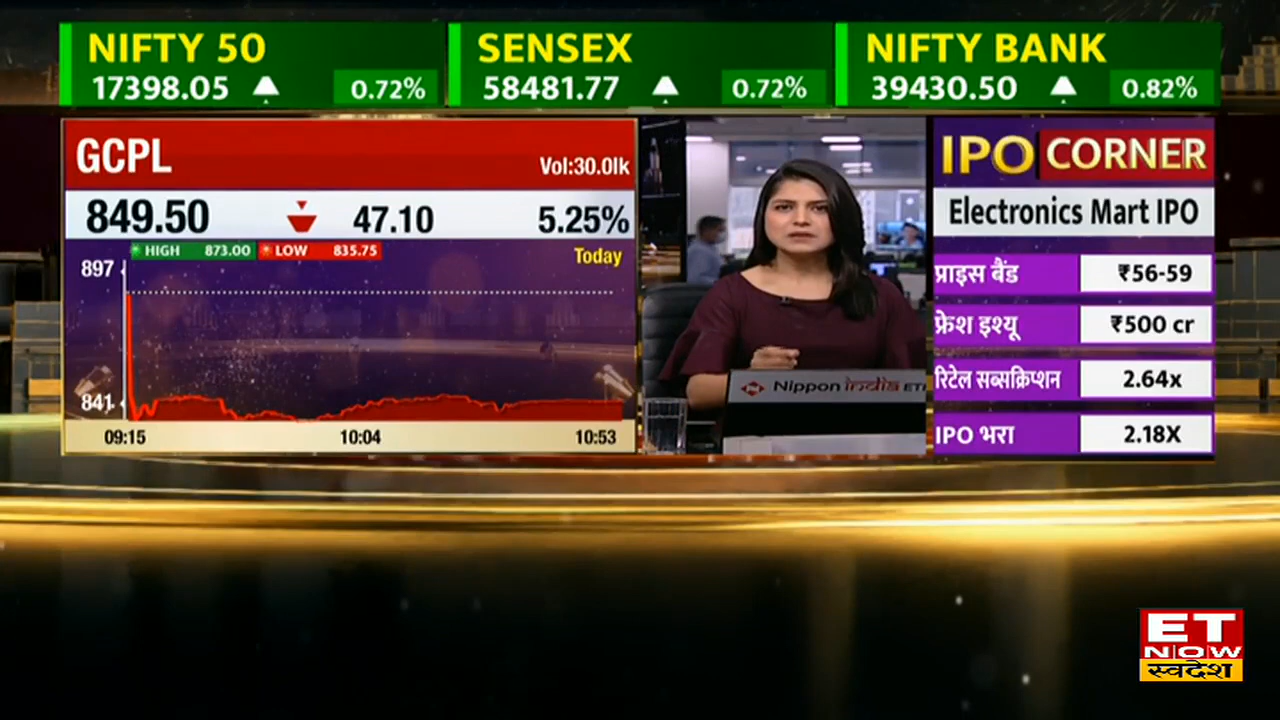 NIFTY 50
17398.05 0.72%
SENSEX
58481.77 0.72%
NIFTY BANK
39430.50 0.82%
GCPL
Vol:30.0lk
849.50 47.10 5.25%
HIGH 873.00 LOW 835.75
Today
897
841
09:15 10:04 10:53
Nippon india ETF
IPO CORNER
Electronics Mart IPO
प्राइस बैंड ₹56-59
फ्रेश इश्यू ₹500 cr
रिटेल सब्सक्रिप्शन 2.64x
IPO भरा 2.18X
ET
NOW
स्वदेश